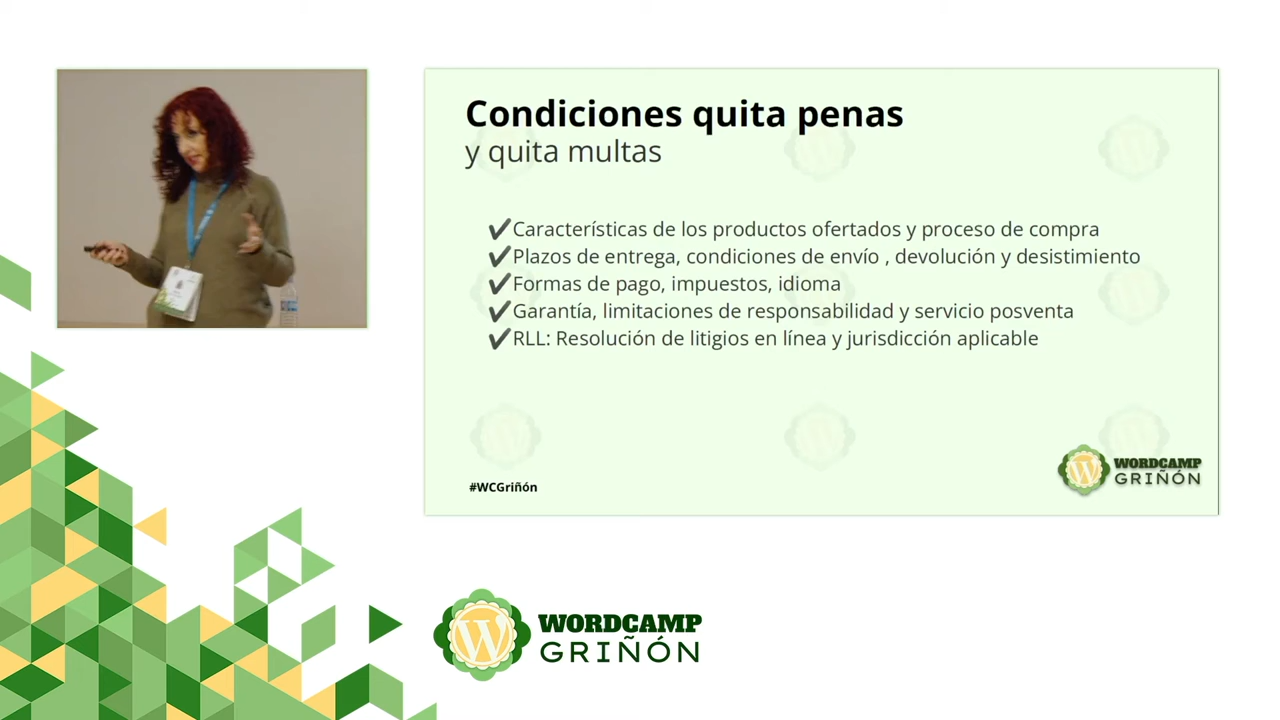 Condiciones quita penas
y quita multas
✔Características de los productos ofertados y proceso de compra
✔Plazos de entrega, condiciones de envío , devolución y desistimiento
✔Formas de pago, impuestos, idioma
✔Garantía, limitaciones de responsabilidad y servicio posventa
✔RLL: Resolución de litigios en línea y jurisdicción aplicable
#WCGriñón
WORDCAMP
GRIÑÓN
WORDCAMP
GRIÑÓN